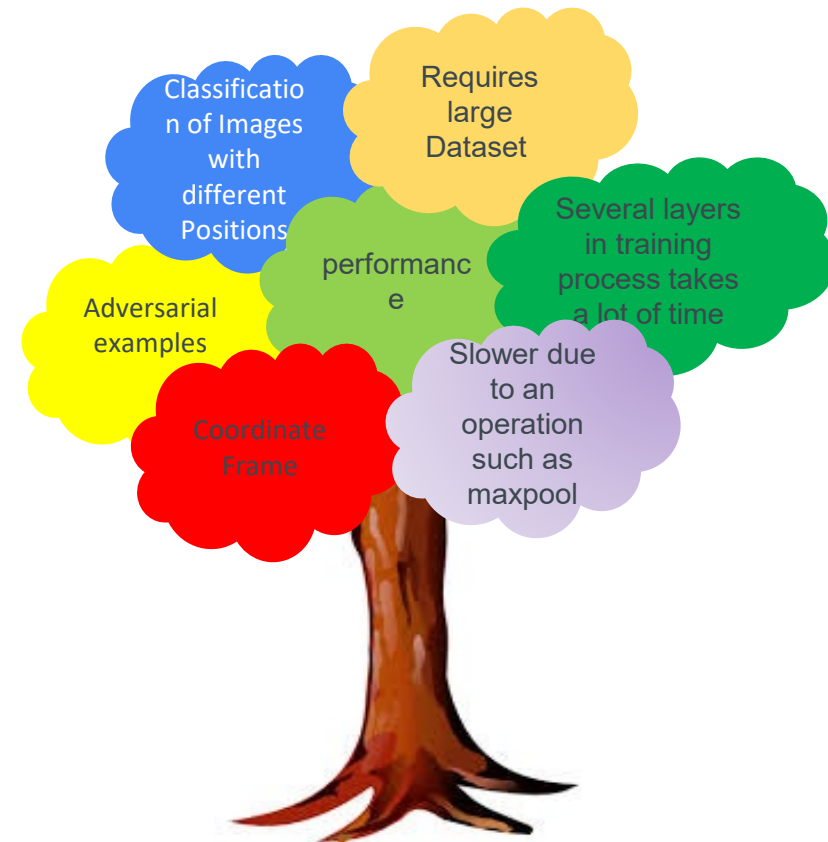 Classificatio
n of Images
with
different
Positions
Requires
large
Dataset
Several layers
in training
process takes
a lot of time
performanc
e
Adversarial
examples
Coordinate
Frame
Slower due
to an
operation
such as
maxpool